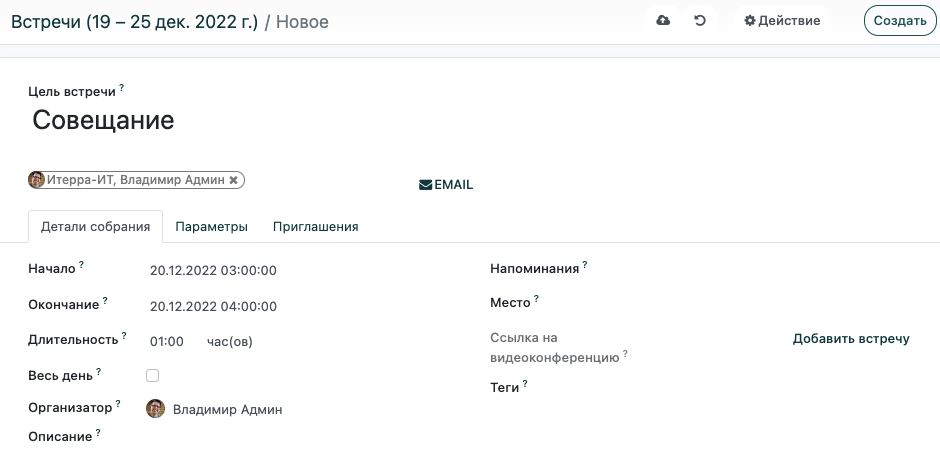 Встречи (19 – 25 дек. 2022 г.) / Новое
Действие
Создать
Цель встречи ?
Совещание
Итерра-ИТ, Владимир Админ ✖
EMAIL
Детали собрания
Параметры
Приглашения
Начало ?
20.12.2022 03:00:00
Окончание ?
20.12.2022 04:00:00
Длительность ?
01:00 час(ов)
Весь день ?
Организатор ?
Владимир Админ
Описание ?
Напоминания ?
Место ?
Ссылка на
видеоконференцию ?
Добавить встречу
Теги ?